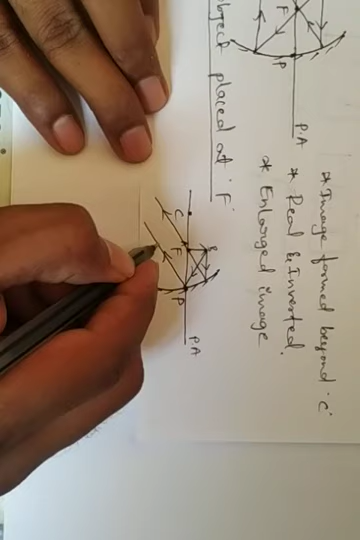 F
P
P.A
* Image formed beyond 'C'
* Real & Inverted.
* Enlarged image
object placed at 'F'
C
F
P
P.A